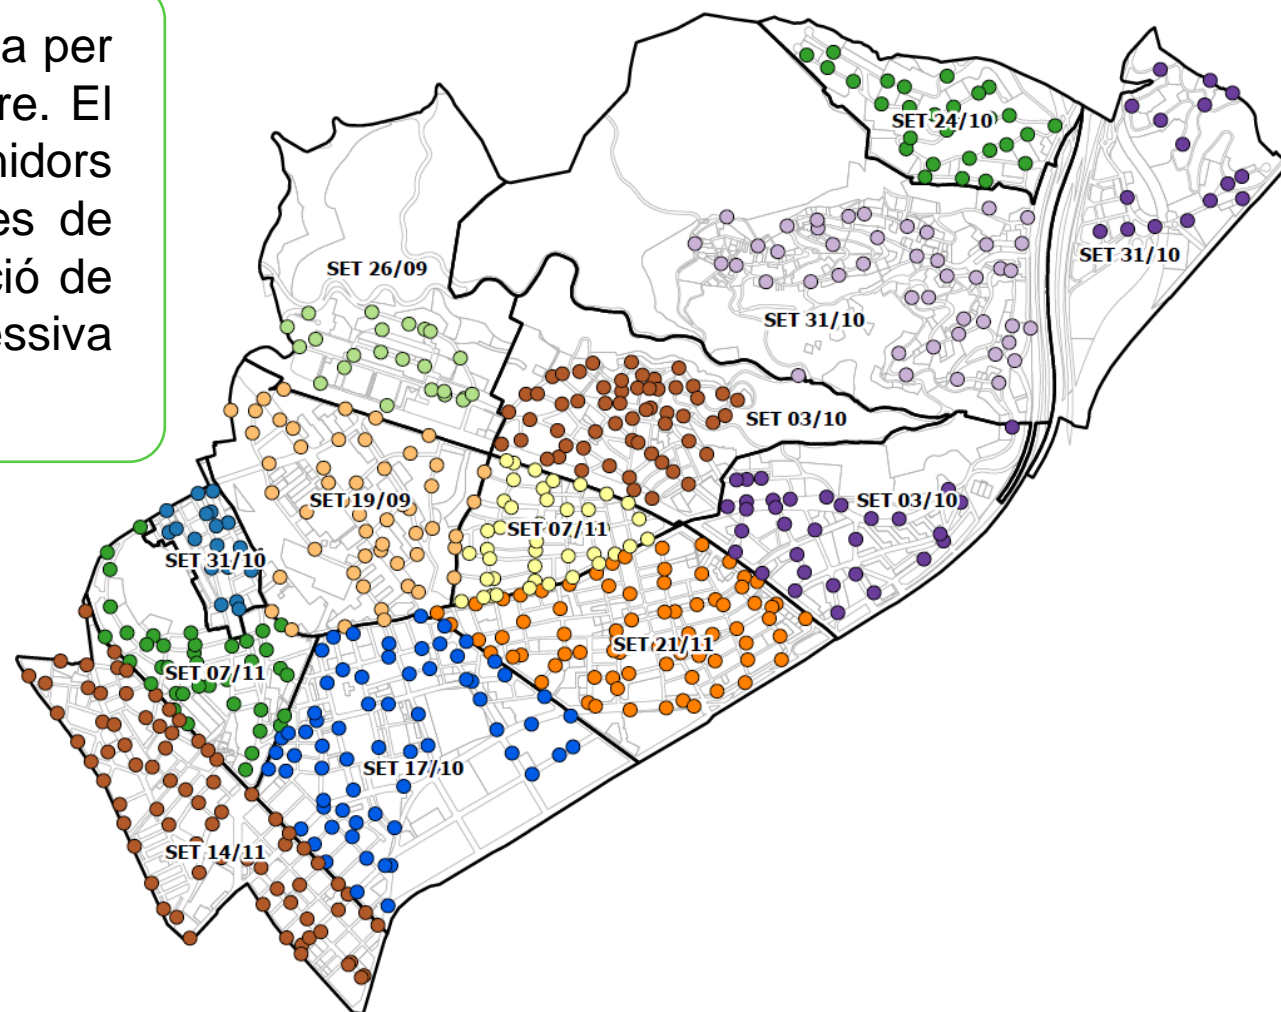 a per
re. El
nidors
es de
ció de
essiva
SET 24/10
SET 31/10
SET 26/09
SET 31/10
SET 03/10
SET 19/09
SET 03/10
SET 07/11
SET 31/10
SET 21/11
SET 07/11
SET 17/10
SET 14/11